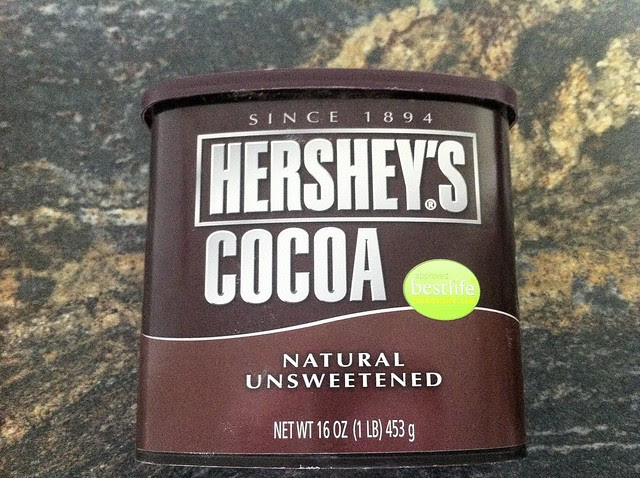 SINCE 1894
HERSHEY'S®
COCOA
bestlife
NATURAL
UNSWEETENED
NET WT 16 OZ (1 LB) 453 g